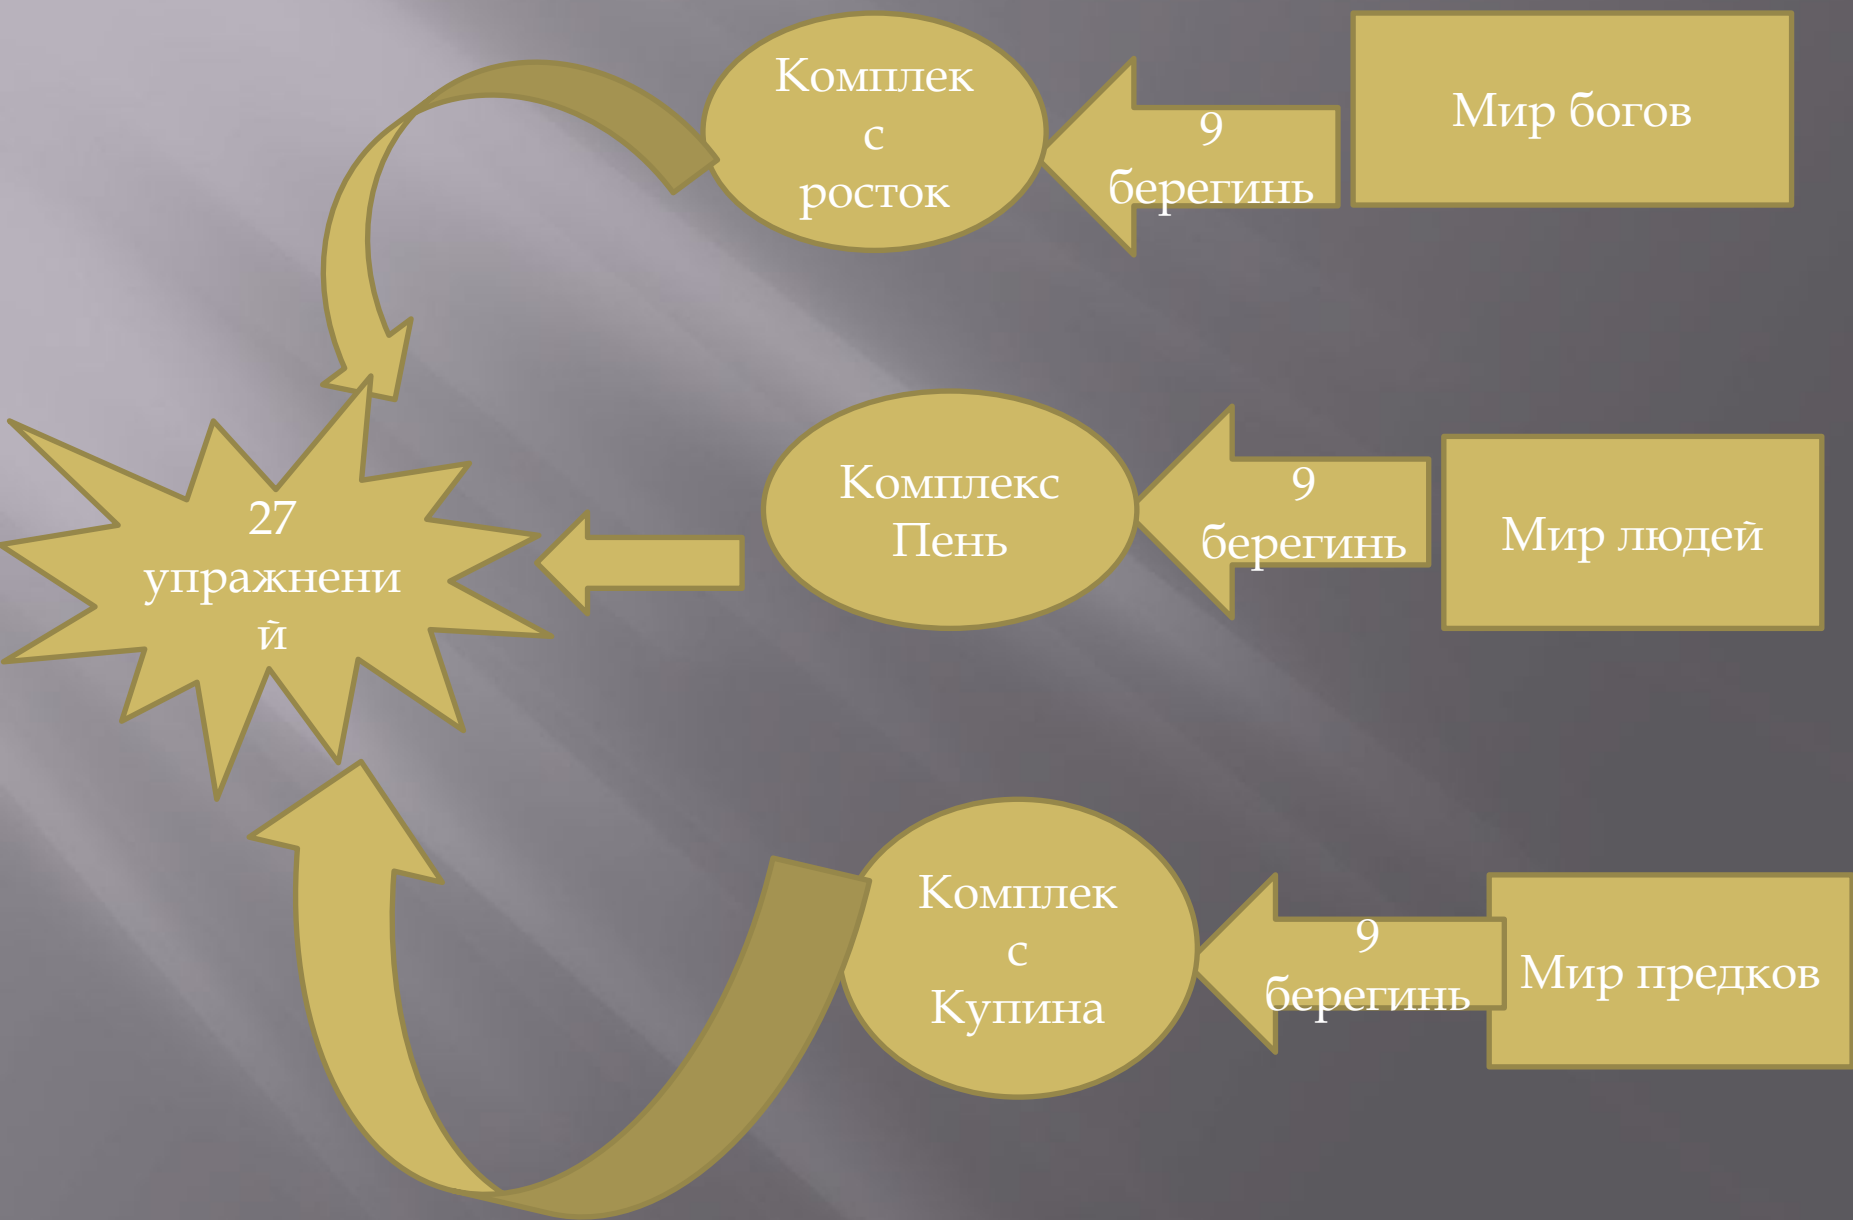 Комплек
с
росток
9
берегинь
Мир богов
27
упражнени
й
Комплекс
Пень
9
берегинь
Мир людей
Комплек
с
Купина
9
берегинь
Мир предков